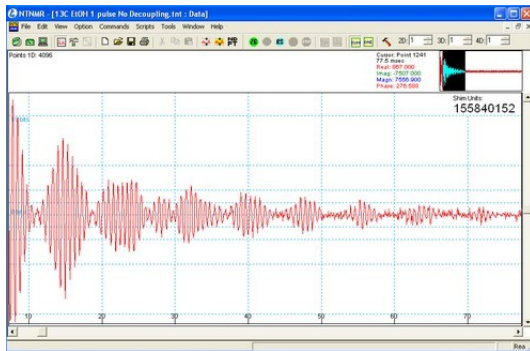 NTNMR - [13C EtOH 1 pulse No Decoupling.tnt : Data]
File Edit View Option Commands Scripts Tools Window Help
2D: 1 3D: 1 4D: 1
Points 1D: 4096
Cursor: Point 1241
77.5 msec
Real: 867.000
Imag: -7507.000
Magn: 7556.900
Phase: 276.588
Shim Units:
155840152
10 20 30 40 50 60 70
Rea